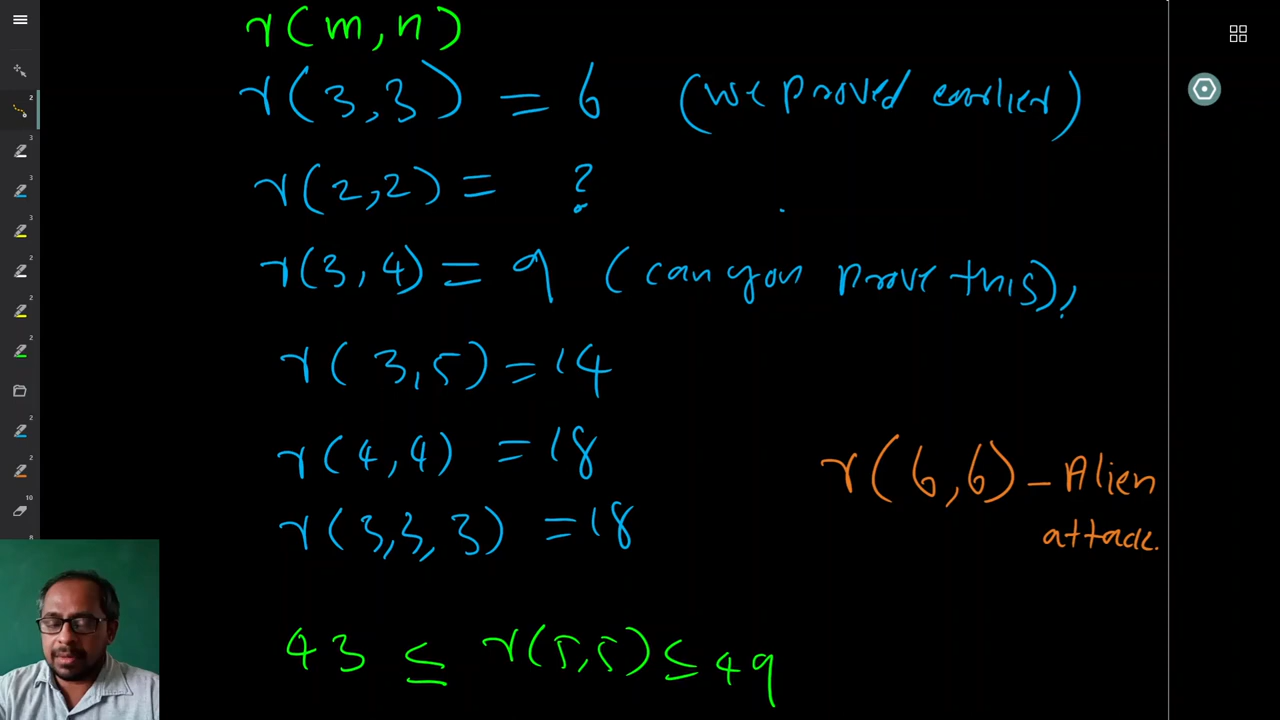 r(m,n)
r(3,3) = 6 (we proved earlier)
r(2,2) = ?
r(3,4) = 9 (can you prove this),
r(3,5) = 14
r(4,4) = 18
r(3,3,3) = 18
r(6,6) - Alien
attack.
43 ≤ r(5,5) ≤ 49